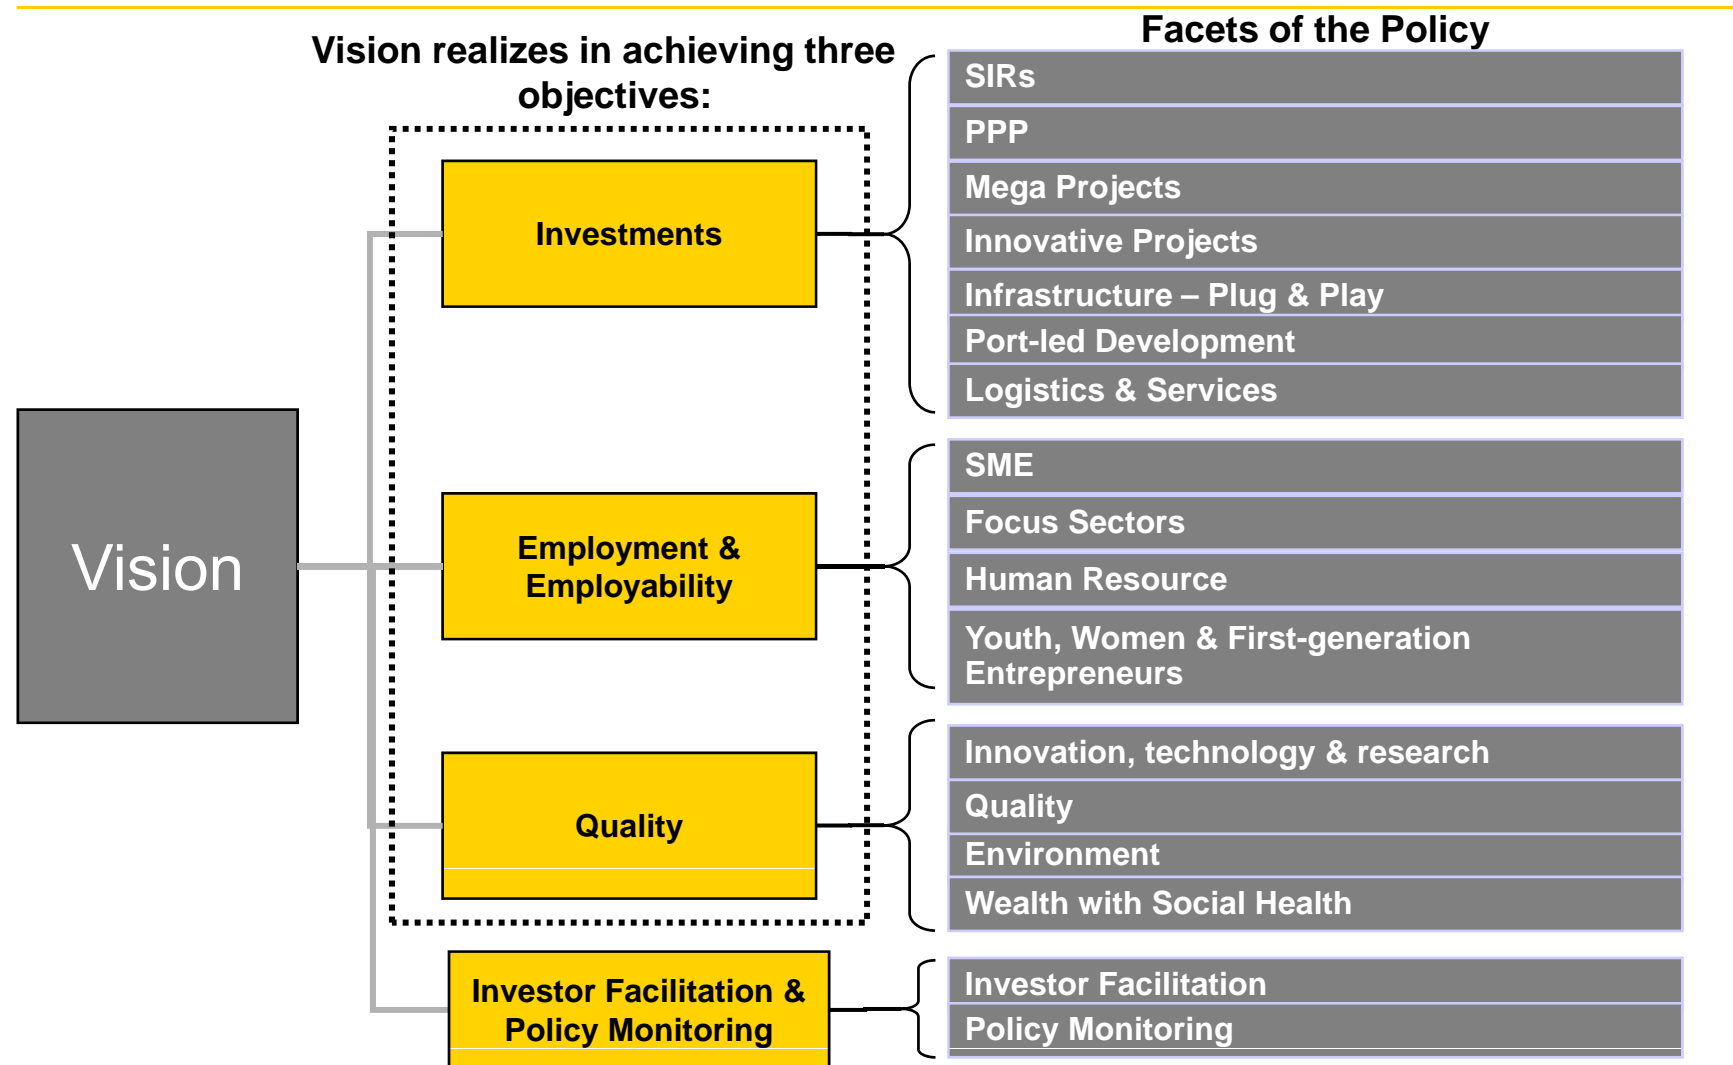 Facets of the Policy
Vision realizes in achieving three
objectives:
Vision
Investments
SIRs
PPP
Mega Projects
Innovative Projects
Infrastructure – Plug & Play
Port-led Development
Logistics & Services
Employment &
Employability
SME
Focus Sectors
Human Resource
Youth, Women & First-generation
Entrepreneurs
Quality
Innovation, technology & research
Quality
Environment
Wealth with Social Health
Investor Facilitation &
Policy Monitoring
Investor Facilitation
Policy Monitoring